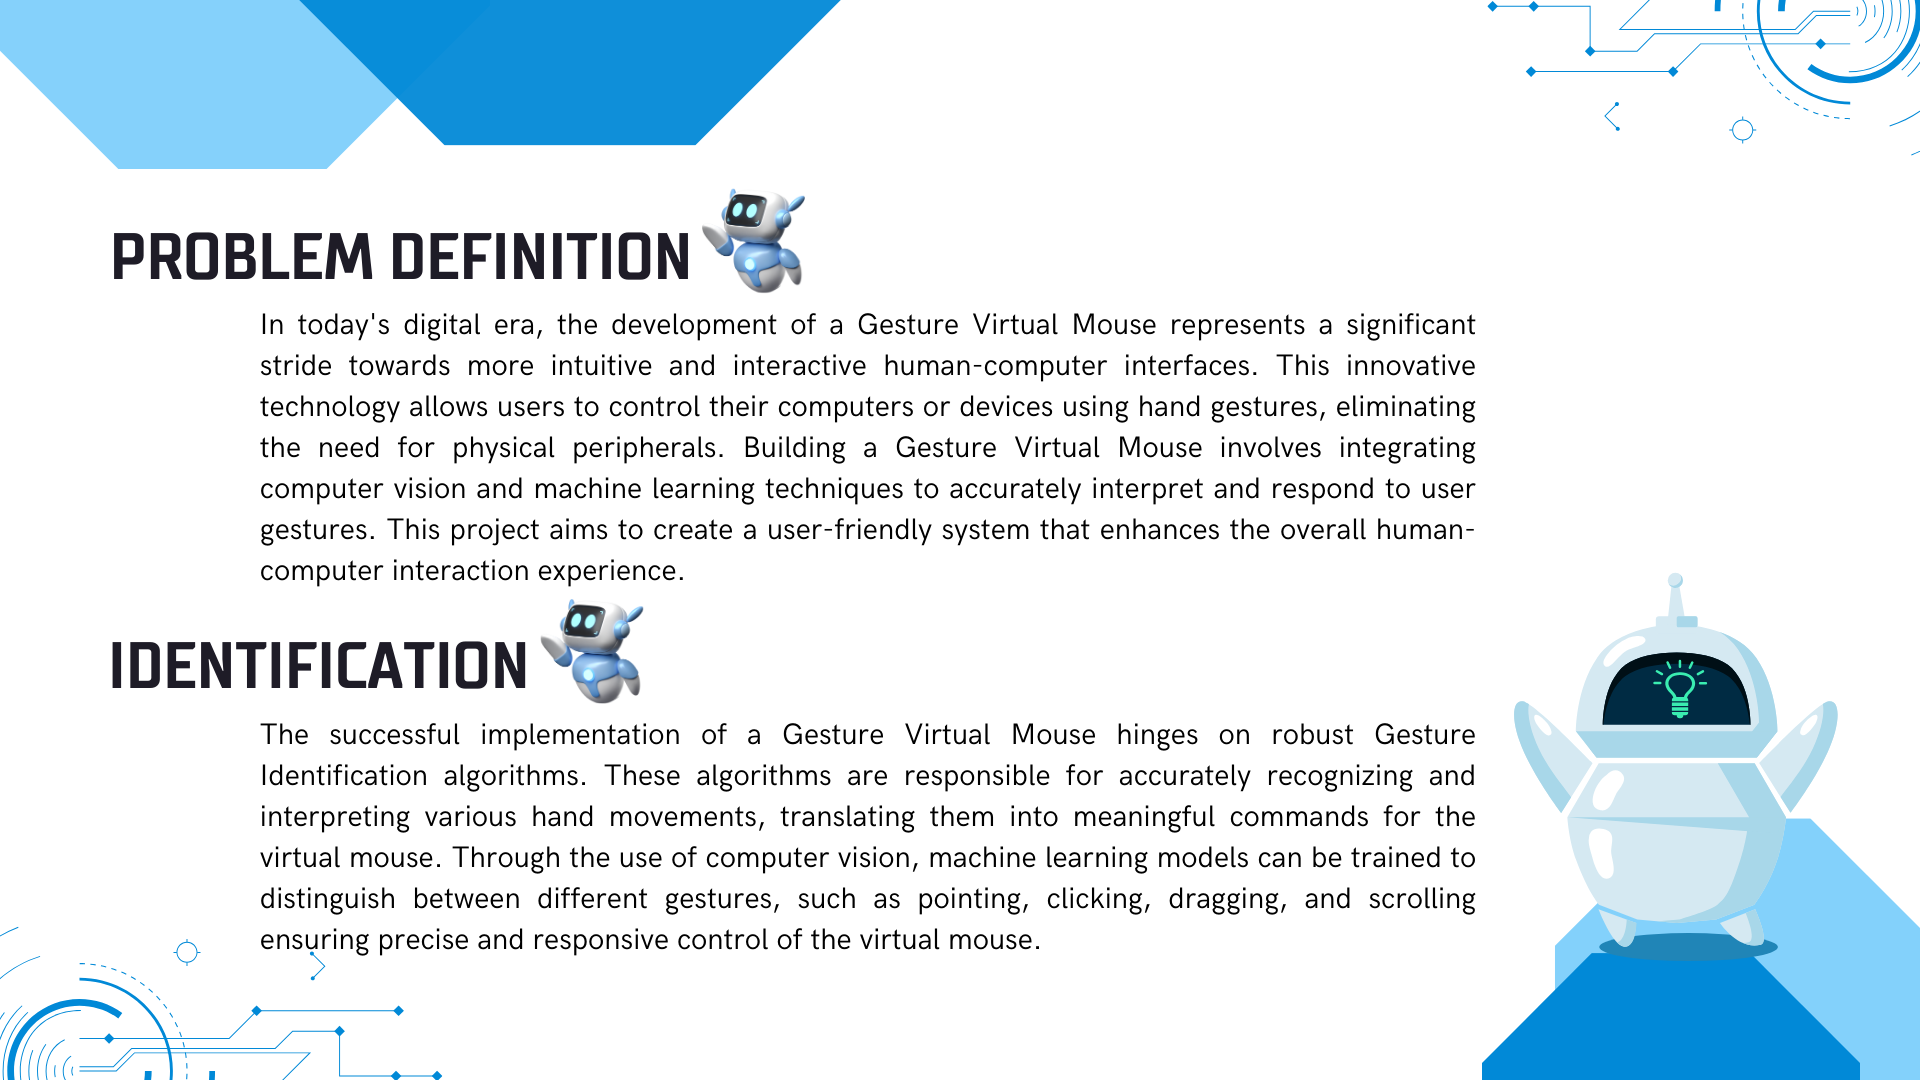 PROBLEM DEFINITION
In today's digital era, the development of a Gesture Virtual Mouse represents a significant
stride towards more intuitive and interactive human-computer interfaces. This innovative
technology allows users to control their computers or devices using hand gestures, eliminating
the need for physical peripherals. Building a Gesture Virtual Mouse involves integrating
computer vision and machine learning techniques to accurately interpret and respond to user
gestures. This project aims to create a user-friendly system that enhances the overall human-
computer interaction experience.
IDENTIFICATION
The successful implementation of a Gesture Virtual Mouse hinges on robust Gesture
Identification algorithms. These algorithms are responsible for accurately recognizing and
interpreting various hand movements, translating them into meaningful commands for the
virtual mouse. Through the use of computer vision, machine learning models can be trained to
distinguish between different gestures, such as pointing, clicking, dragging, and scrolling
ensuring precise and responsive control of the virtual mouse.